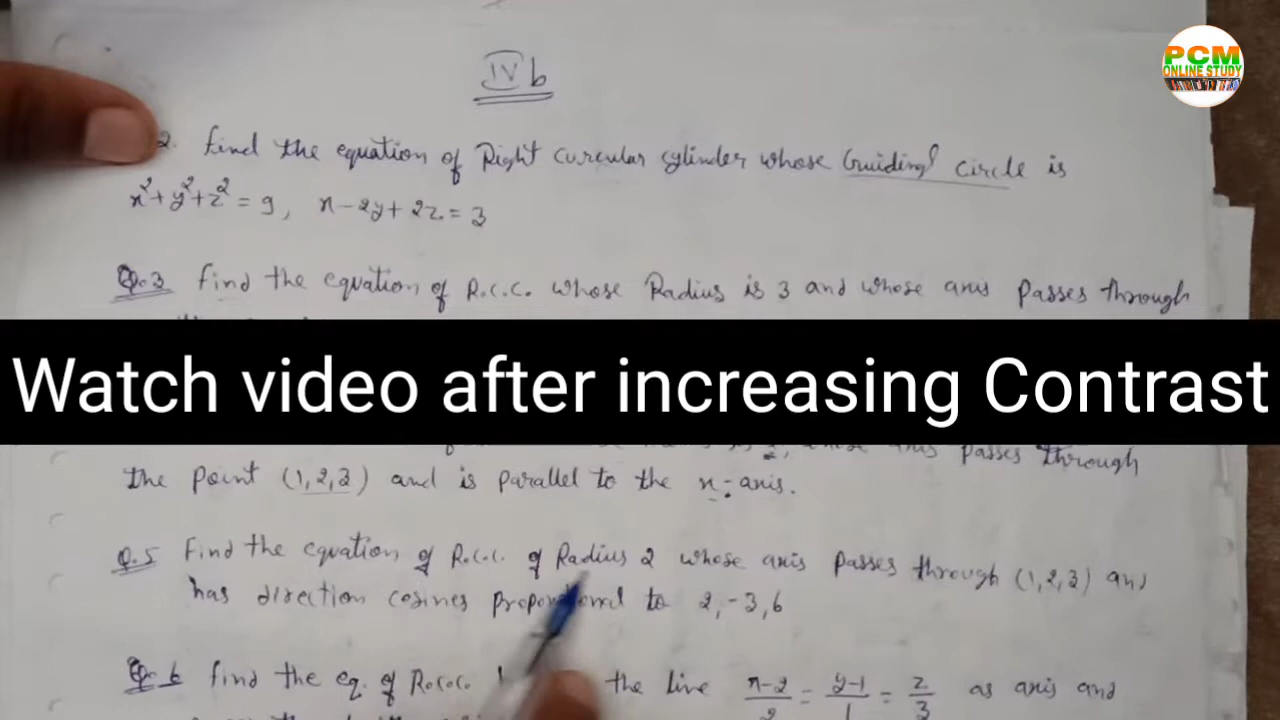 PCM
ONLINE STUDY
IV b
2. Find the equation of Right curcular cylinder whose Guiding circle is
x²+y²+z² = 9, x-2y+2z = 3
Q.3 Find the equation of R.C.C. whose Radius is 3 and whose axis passes through
Watch video after increasing Contrast
axis passes through
the point (1,2,3) and is parallel to the x-axis.
Q.5 Find the equation of R.C.C. of Radius 2 whose axis passes through (1,2,3) and
has direction cosines proportional to 2,-3,6
Q.6 Find the eq. of R.C.C. the line x-2/2 = y-1/1 = z/3 as axis and